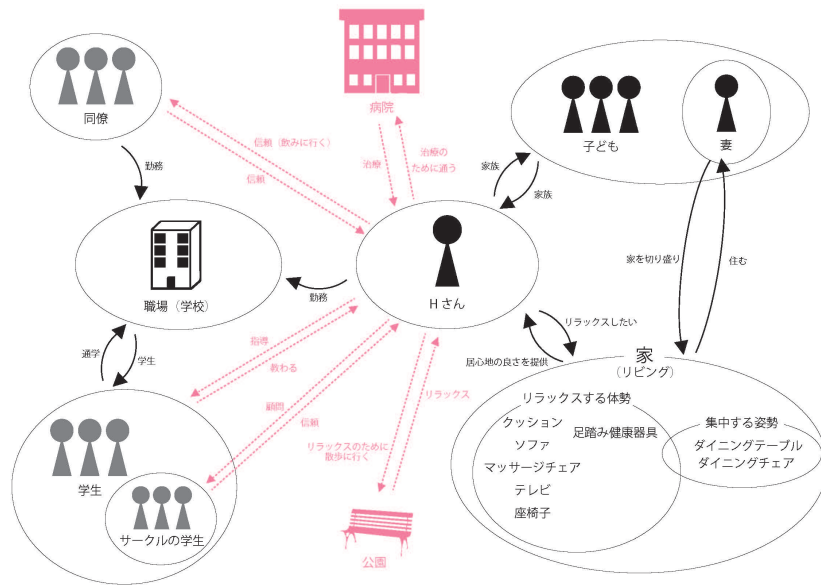 同僚
病院
子ども
妻
信頼（飲みに行く）
信頼
治療
治療の
ために通う
家族
家族
勤務
職場（学校）
勤務
Hさん
家を切り盛り
住む
通学
学生
指導
教わる
顧問
信頼
リラックスのために
散歩に行く
リラックス
リラックスしたい
居心地の良さを提供
家
（リビング）
リラックスする体勢
クッション
足踏み健康器具
ソファ
マッサージチェア
テレビ
座椅子
集中する姿勢
ダイニングテーブル
ダイニングチェア
学生
サークルの学生
公園